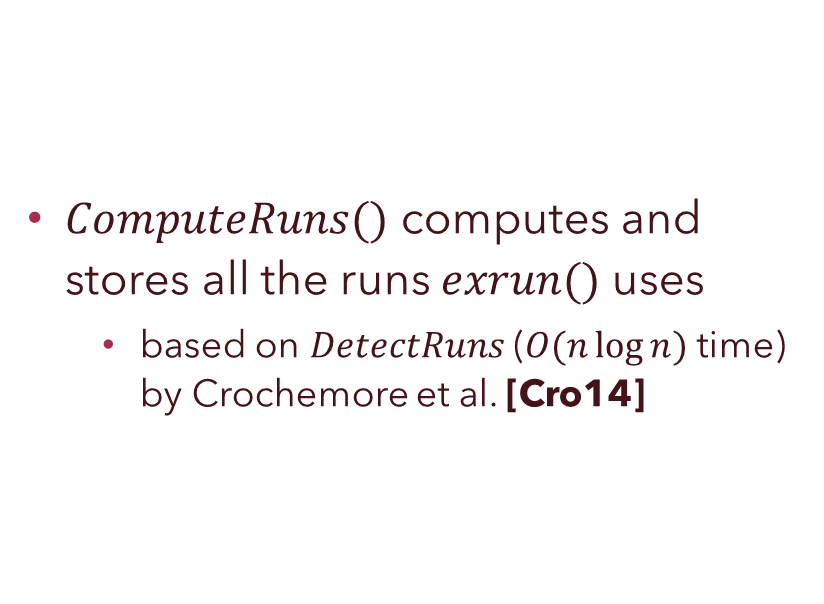 • ComputeRuns() computes and
stores all the runs exrun() uses
• based on DetectRuns (O(n log n) time)
by Crochemore et al. [Cro14]